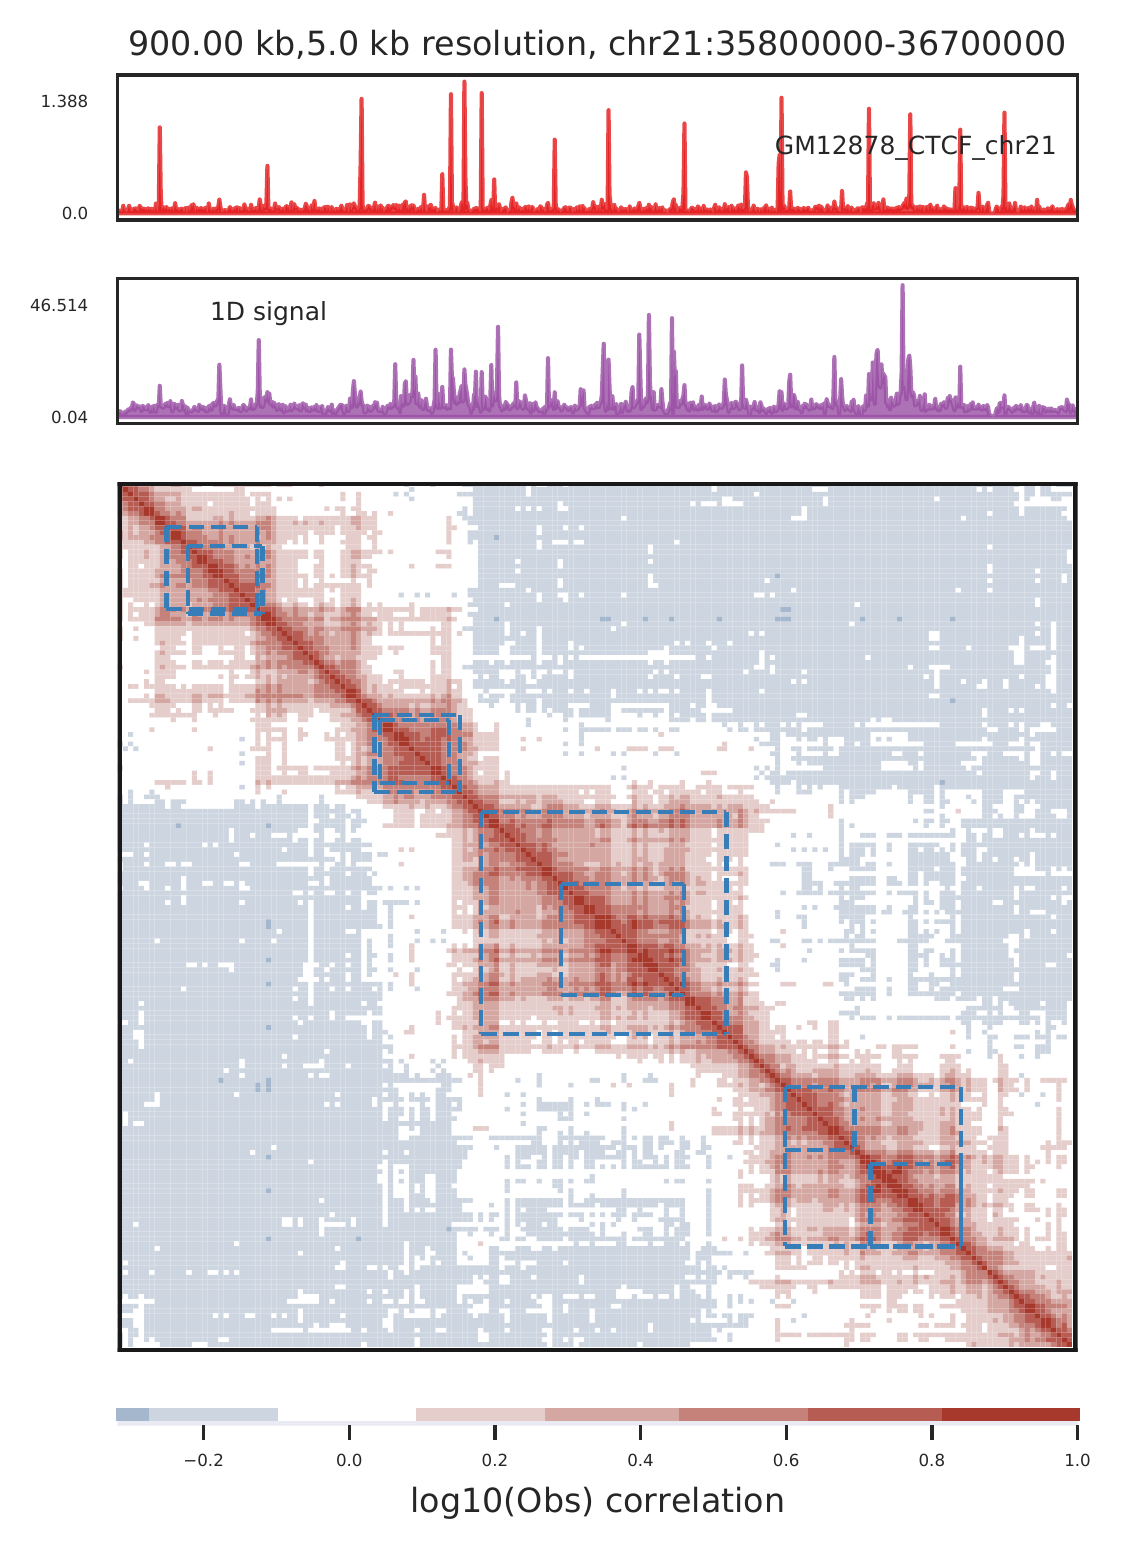 900.00 kb,5.0 kb resolution, chr21:35800000-36700000
1.388
GM12878_CTCF_chr21
0.0
46.514
1D signal
0.04
−0.2 0.0 0.2 0.4 0.6 0.8 1.0
log10(Obs) correlation